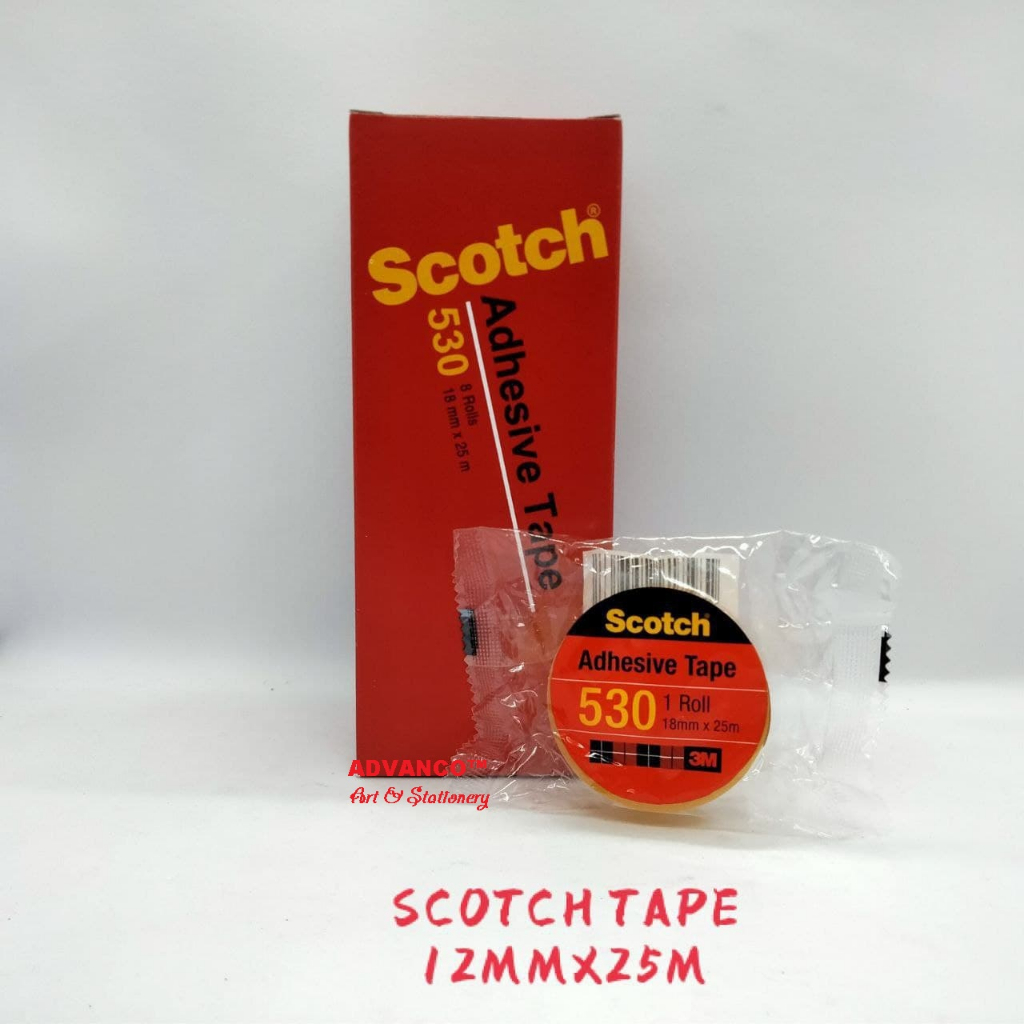 Scotch®
Adhesive Tape
530
8 Rolls
18 mm x 25 m
Scotch
Adhesive Tape
530
1 Roll
18mm x 25m
3M
ADVANCO™
Art & Stationery
SCOTCH TAPE
12MMX25M